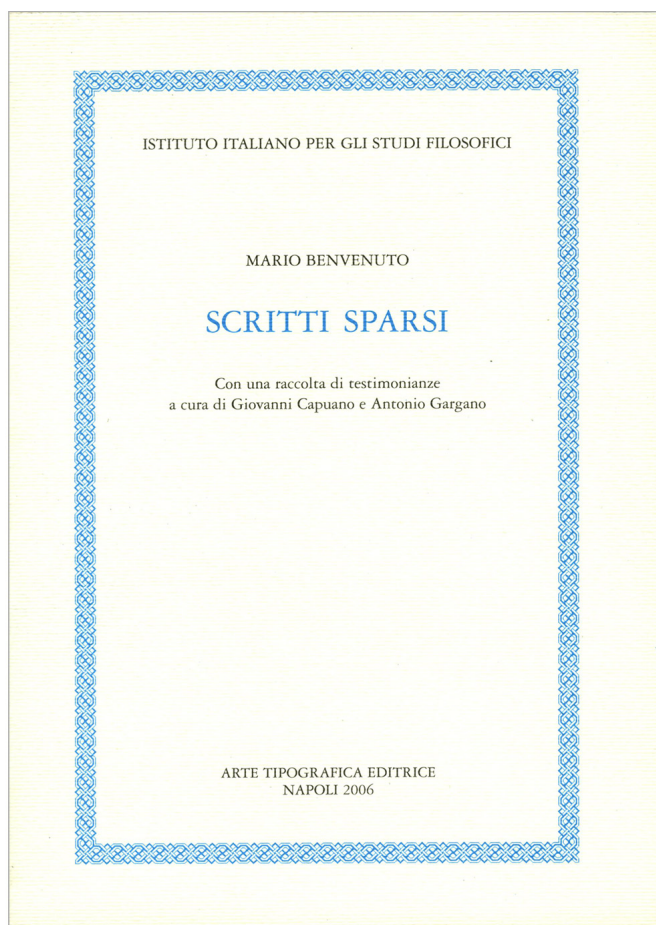 ISTITUTO ITALIANO PER GLI STUDI FILOSOFICI
MARIO BENVENUTO
SCRITTI SPARSI
Con una raccolta di testimonianze
a cura di Giovanni Capuano e Antonio Gargano
ARTE TIPOGRAFICA EDITRICE
NAPOLI 2006